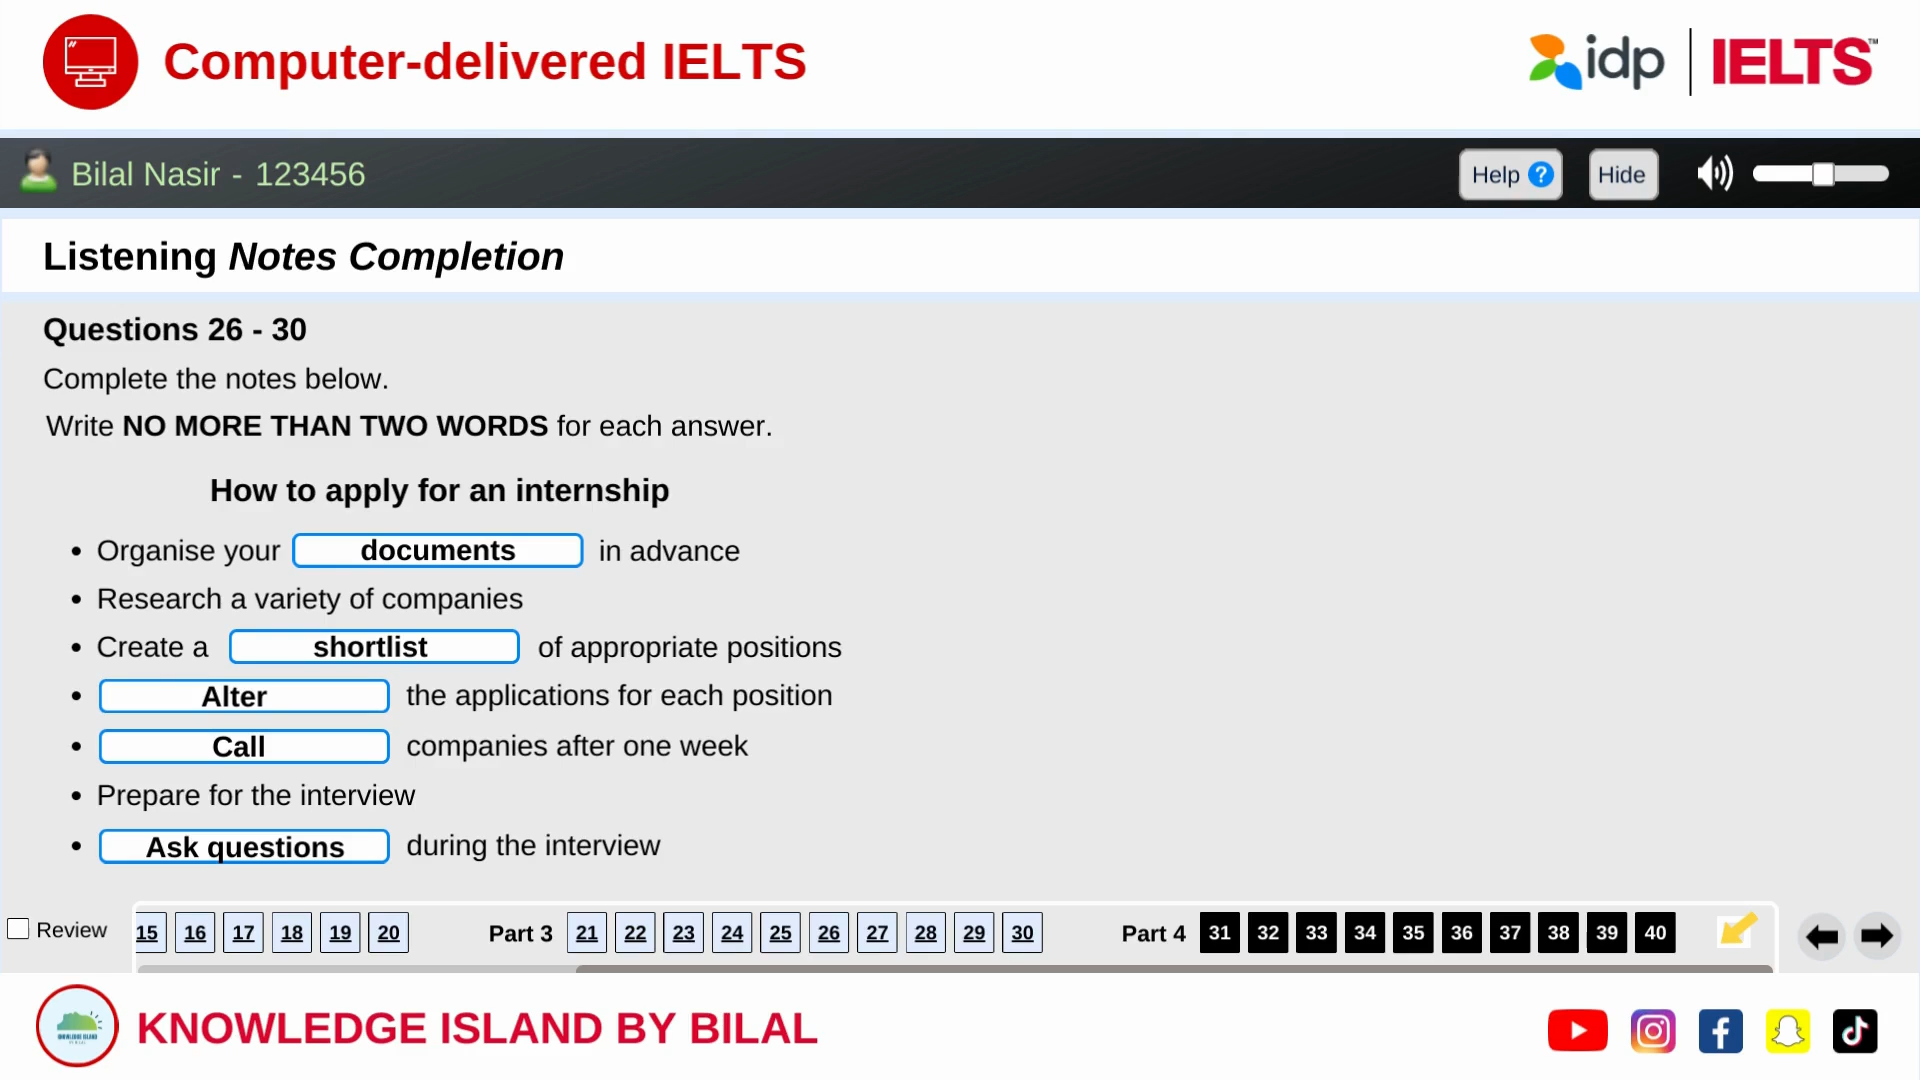 Computer-delivered IELTS
idp | IELTS™
Bilal Nasir - 123456
Help ? Hide
Listening Notes Completion
Questions 26 - 30
Complete the notes below.
Write NO MORE THAN TWO WORDS for each answer.
How to apply for an internship
• Organise your documents in advance
• Research a variety of companies
• Create a shortlist of appropriate positions
• Alter the applications for each position
• Call companies after one week
• Prepare for the interview
• Ask questions during the interview
Review 15 16 17 18 19 20 Part 3 21 22 23 24 25 26 27 28 29 30 Part 4 31 32 33 34 35 36 37 38 39 40
KNOWLEDGE ISLAND BY BILAL